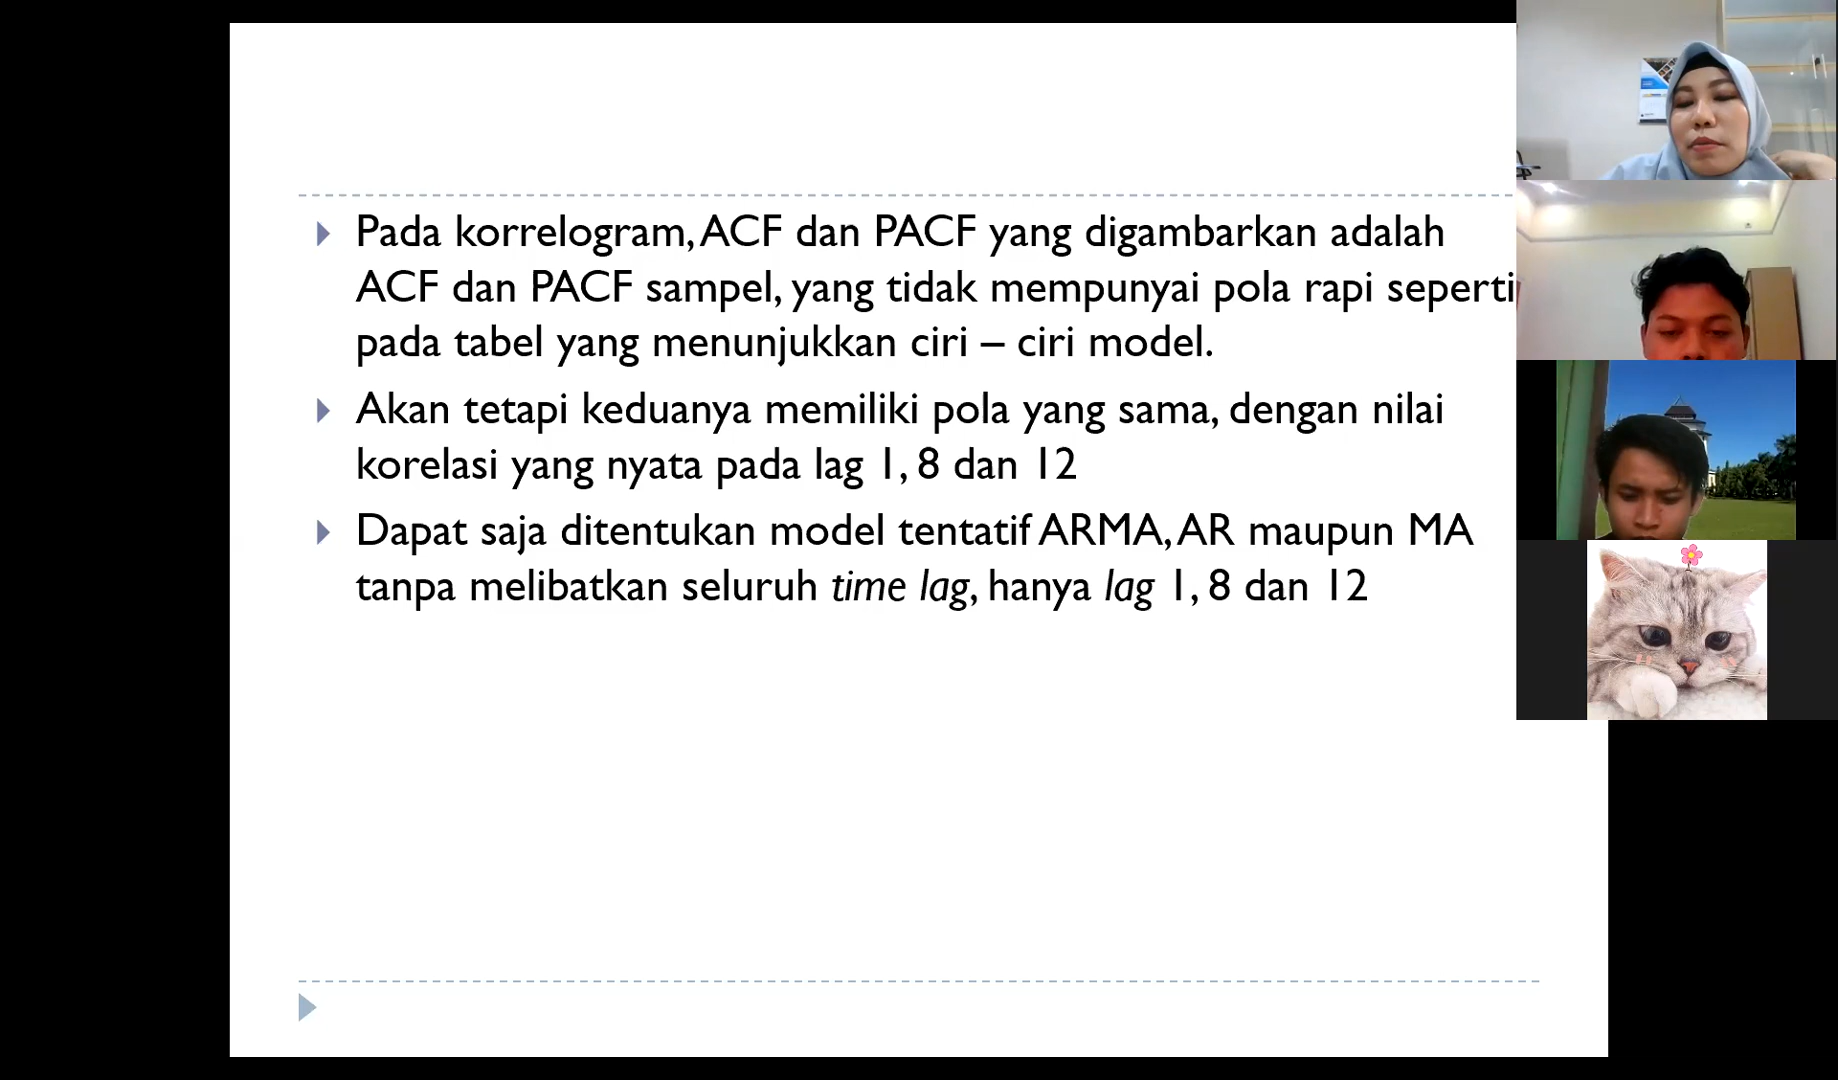 Pada korrelogram, ACF dan PACF yang digambarkan adalah
ACF dan PACF sampel, yang tidak mempunyai pola rapi seperti
pada tabel yang menunjukkan ciri – ciri model.
Akan tetapi keduanya memiliki pola yang sama, dengan nilai
korelasi yang nyata pada lag 1, 8 dan 12
Dapat saja ditentukan model tentatif ARMA, AR maupun MA
tanpa melibatkan seluruh time lag, hanya lag 1, 8 dan 12